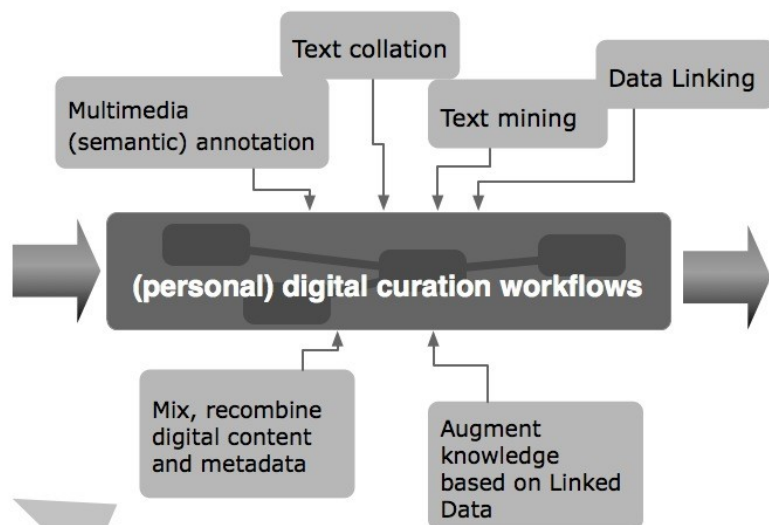 Text collation
Data Linking
Multimedia
(semantic) annotation
Text mining
(personal) digital curation workflows
Mix, recombine
digital content
and metadata
Augment
knowledge
based on Linked
Data